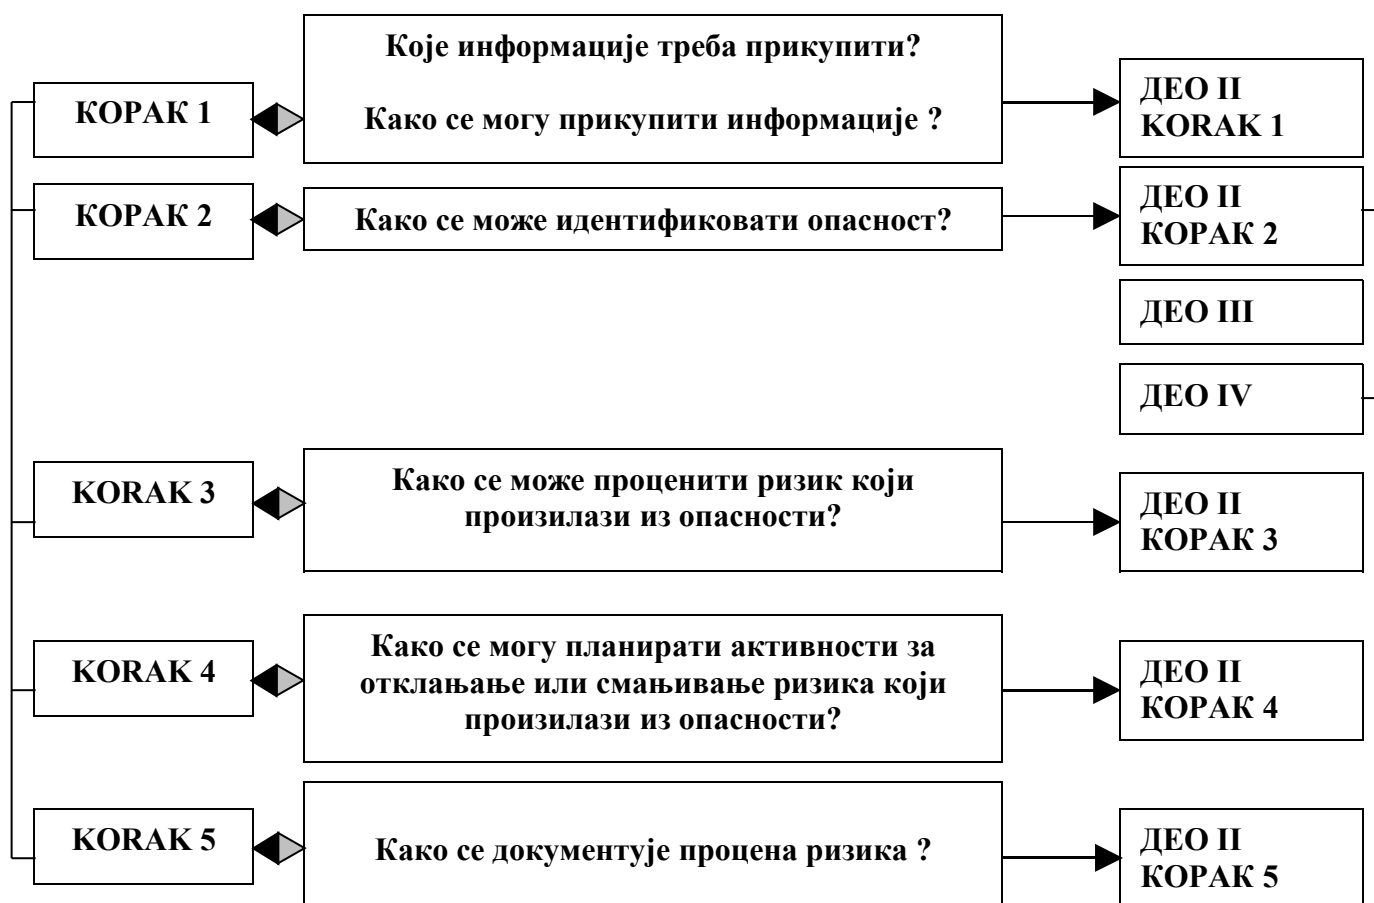 Које информације треба прикупити?
КОРАК 1
Како се могу прикупити информације ?
ДЕО II
KORAK 1
КОРАК 2
Како се може идентификовати опасност?
ДЕО II
КОРАК 2
ДЕО III
ДЕО IV
KORAK 3
Како се може проценити ризик који
произилази из опасности?
ДЕО II
КОРАК 3
KORAK 4
Како се могу планирати активности за
отклањање или смањивање ризика који
произилази из опасности?
ДЕО II
КОРАК 4
KORAK 5
Како се документује процена ризика ?
ДЕО II
КОРАК 5